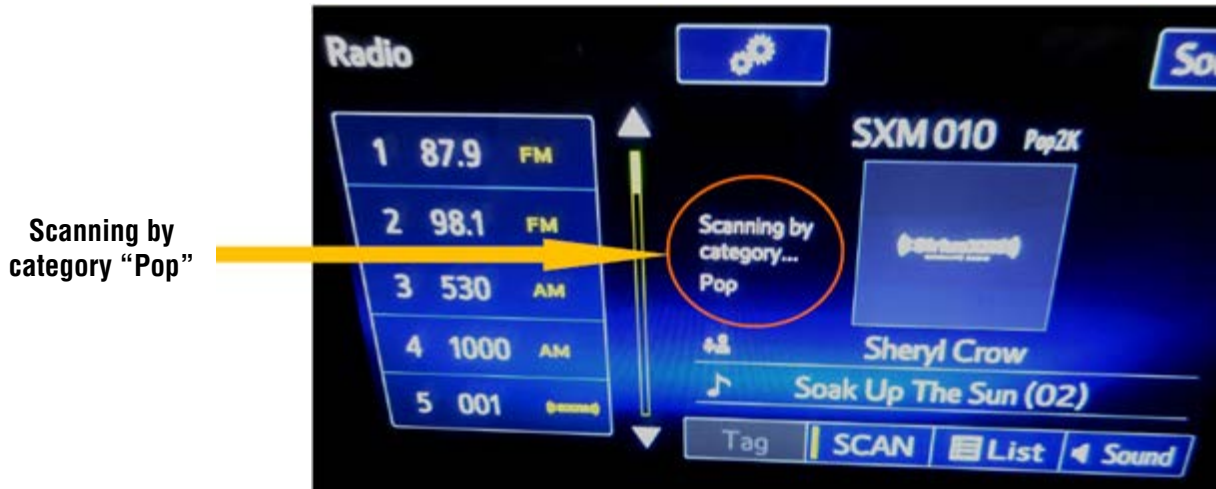 Scanning by
category “Pop”
Radio
Sou
1 87.9 FM
2 98.1 FM
3 530 AM
4 1000 AM
5 001
SXM 010 Pop2K
Scanning by
category...
Pop
Sheryl Crow
Soak Up The Sun (02)
Tag SCAN List Sound